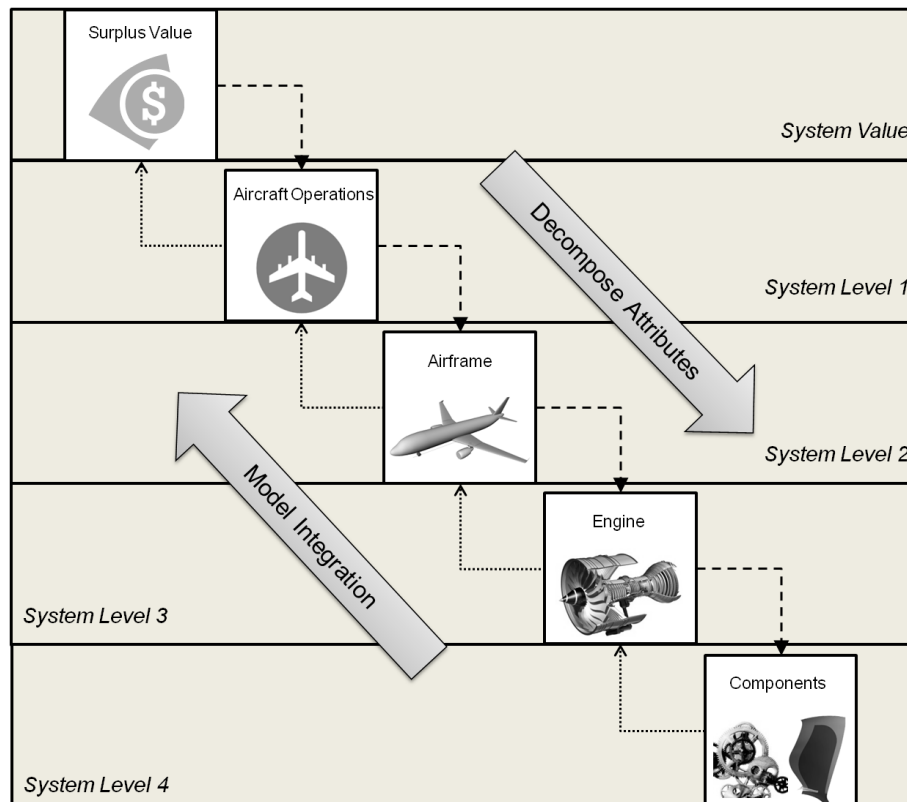 Surplus Value
$
System Value
Aircraft Operations
Decompose Attributes
System Level 1
Airframe
System Level 2
Model Integration
Engine
System Level 3
Components
System Level 4